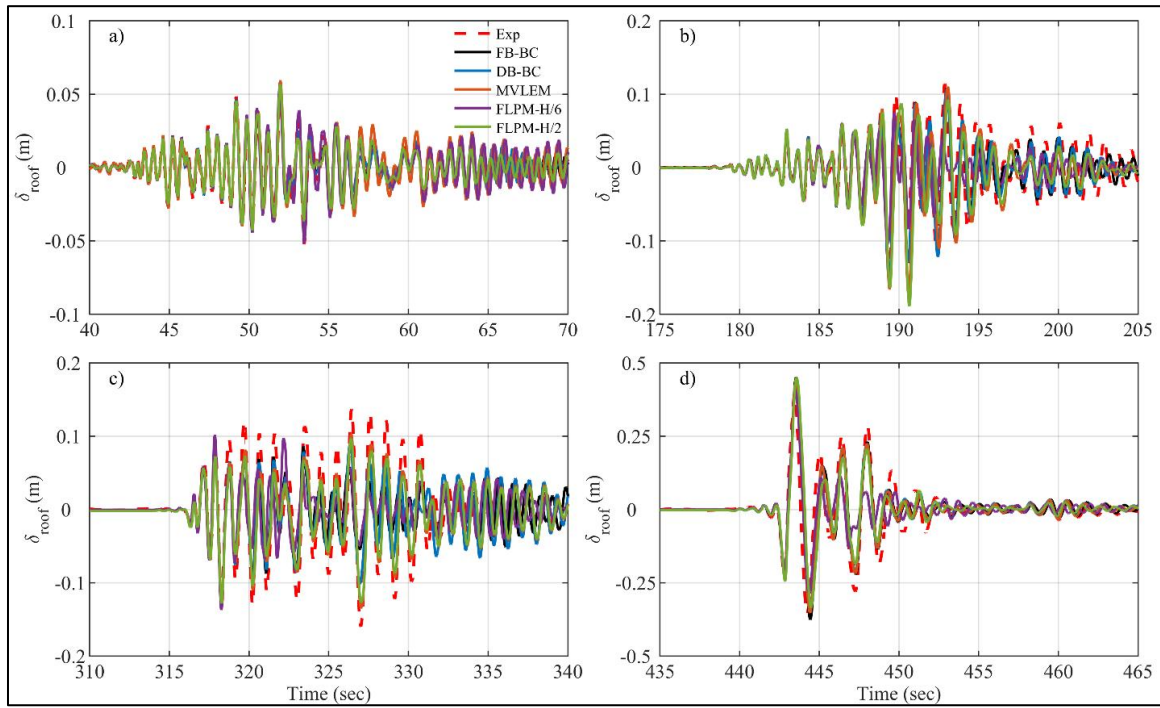 a)
Exp
FB-BC
DB-BC
MVLEM
FLPM-H/6
FLPM-H/2
0.1
0.05
0
-0.05
-0.1
δroof (m)
40 45 50 55 60 65 70
b)
0.2
0.1
0
-0.1
-0.2
δroof (m)
175 180 185 190 195 200 205
c)
0.2
0.1
0
-0.1
-0.2
δroof (m)
310 315 320 325 330 335 340
Time (sec)
d)
0.5
0.25
0
-0.25
-0.5
δroof (m)
435 440 445 450 455 460 465
Time (sec)